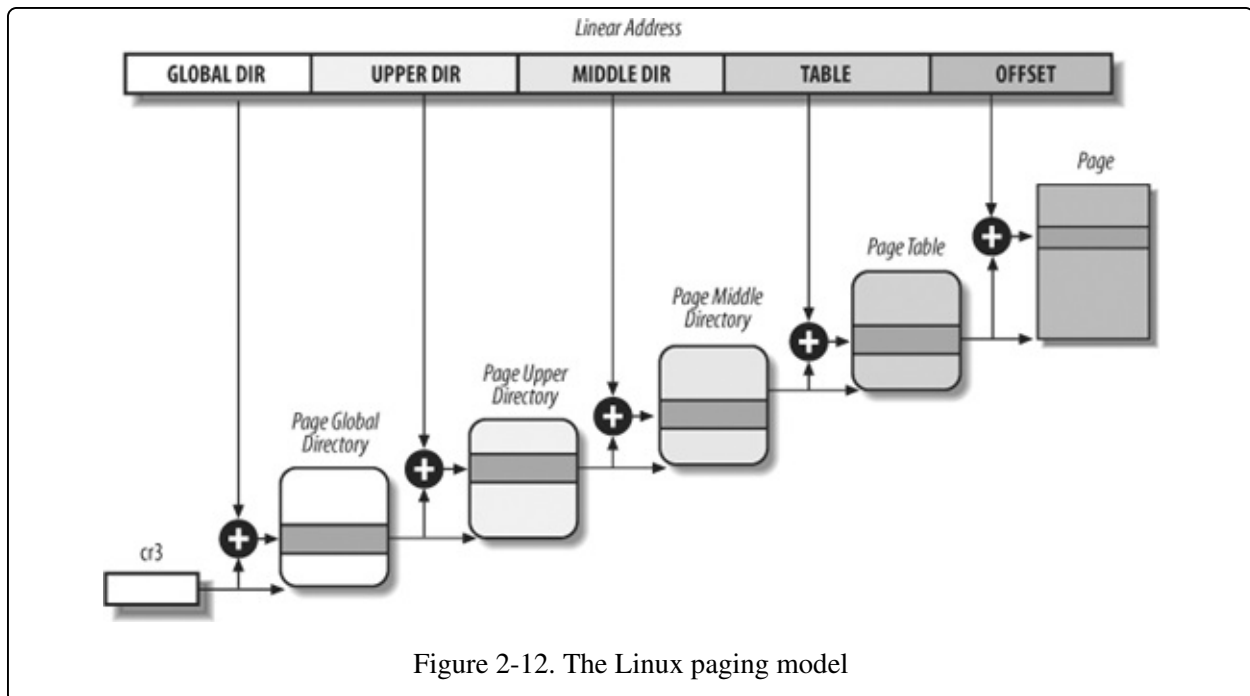 Linear Address
GLOBAL DIR
UPPER DIR
MIDDLE DIR
TABLE
OFFSET
Page
Page Table
Page Middle
Directory
Page Upper
Directory
Page Global
Directory
cr3
Figure 2-12. The Linux paging model